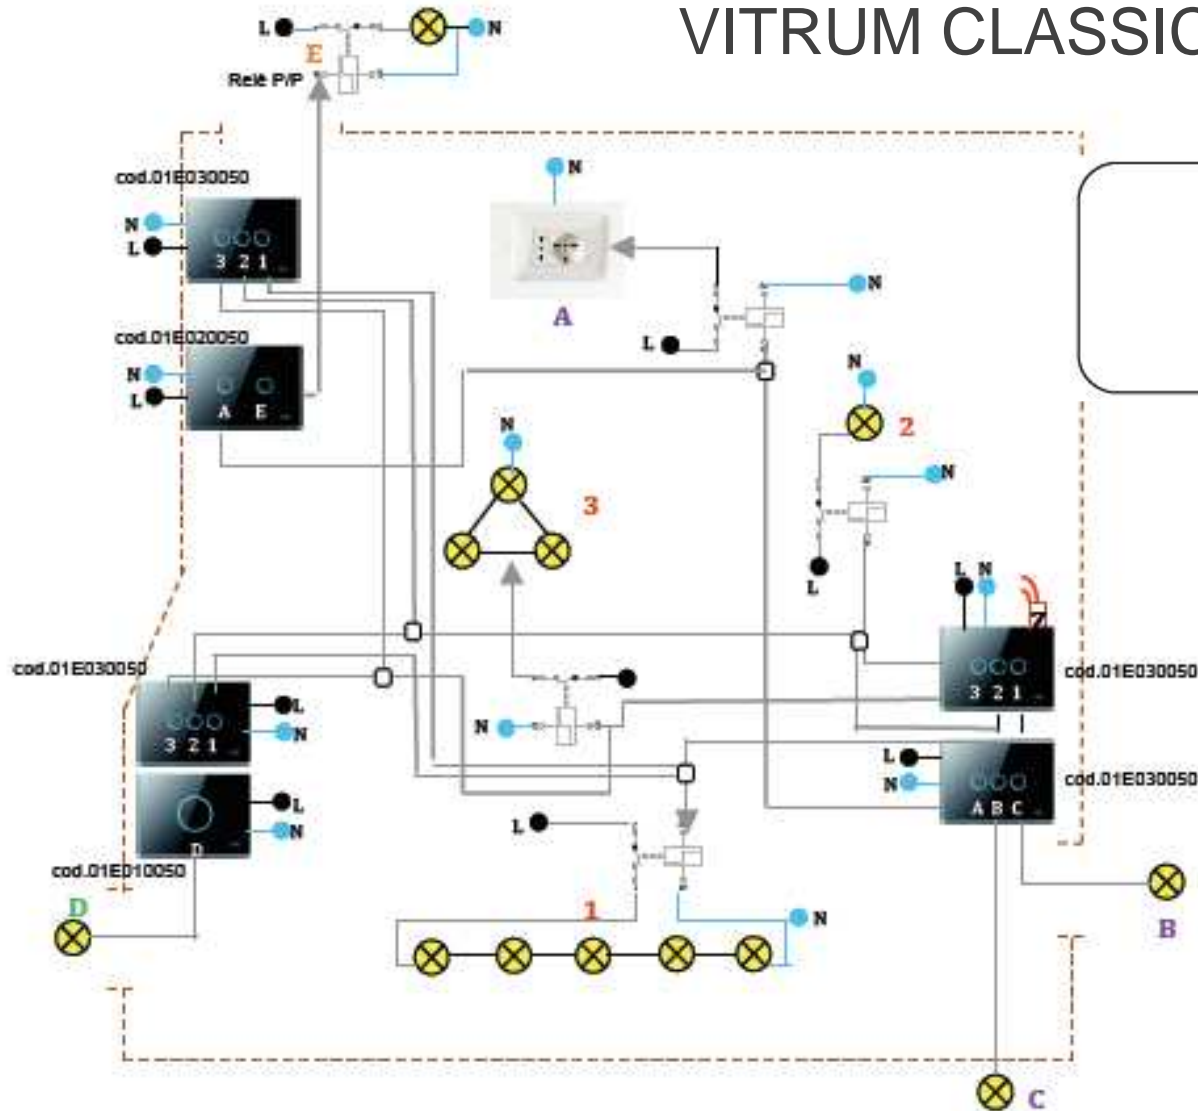 VITRUM CLASSIC
L
N
E
Relè P/P
cod.01E030050
N
L
3 2 1
N
A
N
L
cod.01E020050
N
L
A E
N
2
N
N
3
L
L N
Z
cod.01E030050
3 2 1
cod.01E030050
L
N
3 2 1
N
L
N
cod.01E030050
A B C
L
N
D
cod.01E010050
L
D
1
N
B
C